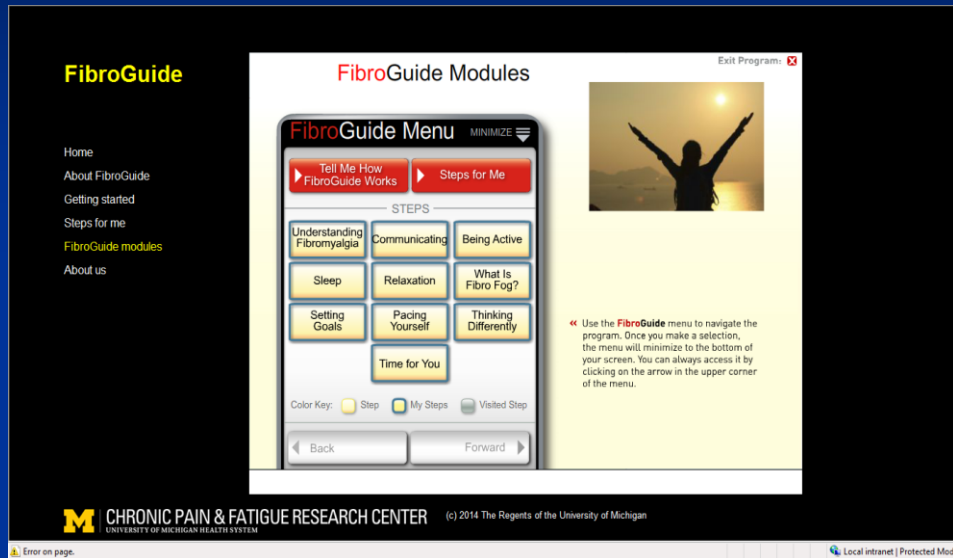 FibroGuide
Home
About FibroGuide
Getting started
Steps for me
FibroGuide modules
About us
FibroGuide Modules
Exit Program:
FibroGuide Menu
MINIMIZE
Tell Me How
FibroGuide Works
Steps for Me
STEPS
Understanding
Fibromyalgia
Communicating
Being Active
Sleep
Relaxation
What Is
Fibro Fog?
Setting
Goals
Pacing
Yourself
Thinking
Differently
Time for You
Color Key: Step My Steps Visited Step
Back
Forward
« Use the FibroGuide menu to navigate the
program. Once you make a selection,
the menu will minimize to the bottom of
your screen. You can always access it by
clicking on the arrow in the upper corner
of the menu.
M CHRONIC PAIN & FATIGUE RESEARCH CENTER
UNIVERSITY OF MICHIGAN HEALTH SYSTEM
(c) 2014 The Regents of the University of Michigan
Error on page.
Local intranet | Protected Mod